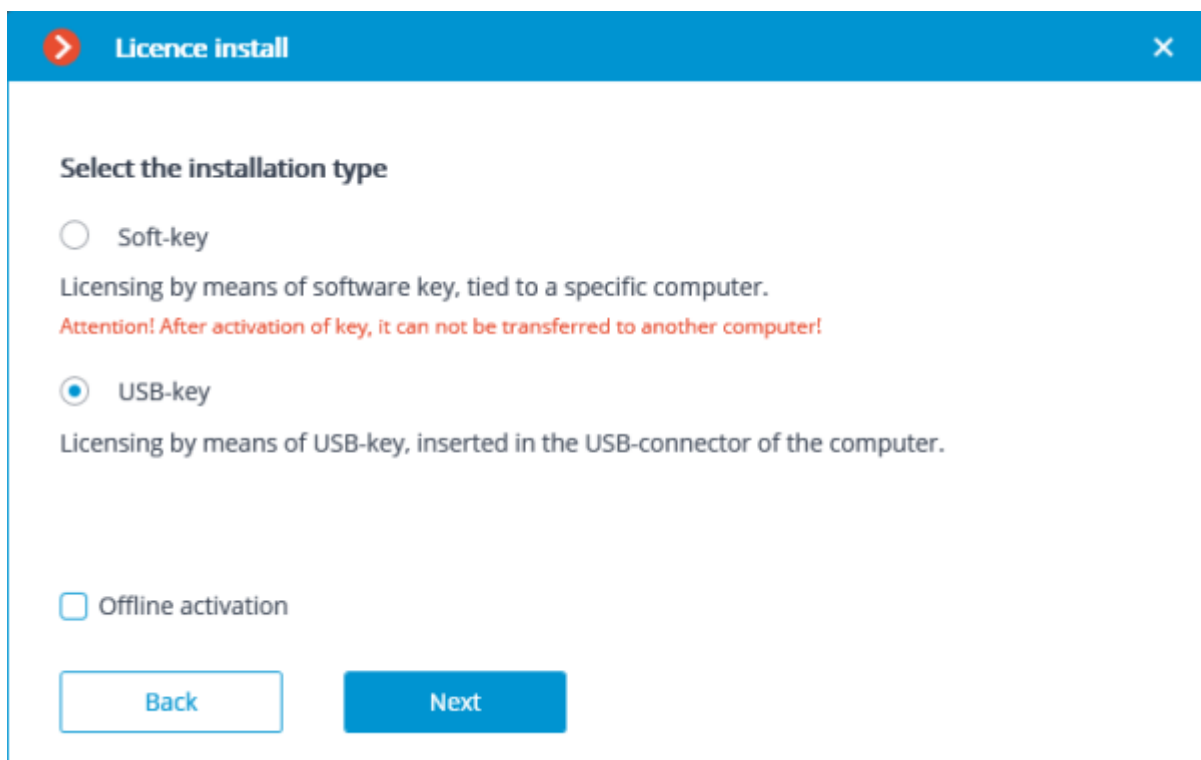 Licence install
Select the installation type
Soft-key
Licensing by means of software key, tied to a specific computer.
Attention! After activation of key, it can not be transferred to another computer!
USB-key
Licensing by means of USB-key, inserted in the USB-connector of the computer.
Offline activation
Back Next